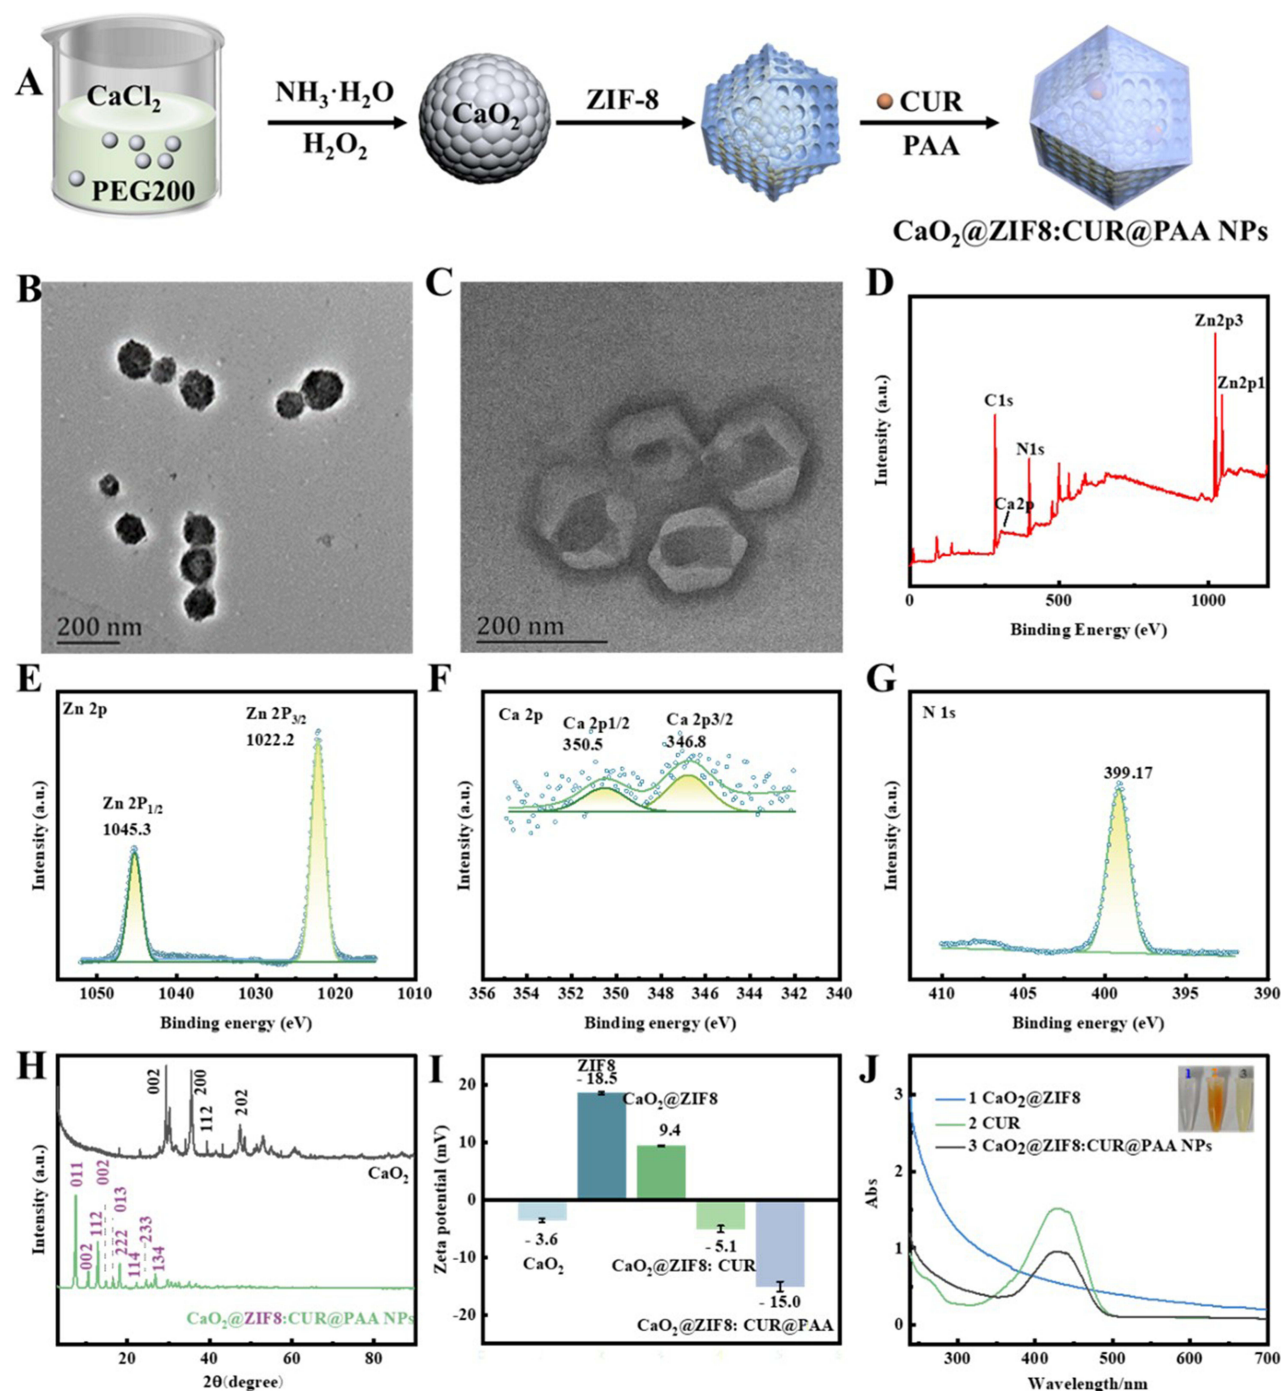 A
CaCl₂
PEG200
NH₃·H₂O
H₂O₂
CaO₂
ZIF-8
CUR
PAA
CaO₂@ZIF8:CUR@PAA NPs
B
200 nm
C
200 nm
D
Intensity (a.u.)
C1s
N1s
Ca2p
Zn2p3
Zn2p1
0 500 1000
Binding Energy (eV)
E
Intensity (a.u.)
Zn 2p
Zn 2P₃/₂
1022.2
Zn 2P₁/₂
1045.3
1050 1040 1030 1020 1010
Binding energy (eV)
F
Intensity (a.u.)
Ca 2p
Ca 2p1/2
350.5
Ca 2p3/2
346.8
356 354 352 350 348 346 344 342 340
Binding energy (eV)
G
Intensity (a.u.)
N 1s
399.17
410 405 400 395 390
Binding energy (eV)
H
Intensity (a.u.)
002
200
112
202
CaO₂
011
002
112
002
013
222
114
233
134
CaO₂@ZIF8:CUR@PAA NPs
20 40 60 80
2θ(degree)
I
Zeta potential (mV)
20
10
0
-10
-20
ZIF8
- 18.5
CaO₂@ZIF8
9.4
- 3.6
CaO₂
- 5.1
CaO₂@ZIF8: CUR
- 15.0
CaO₂@ZIF8: CUR@PAA
J
Abs
3
2
1
0
1 CaO₂@ZIF8
2 CUR
3 CaO₂@ZIF8:CUR@PAA NPs
1 3
300 400 500 600 700
Wavelength/nm